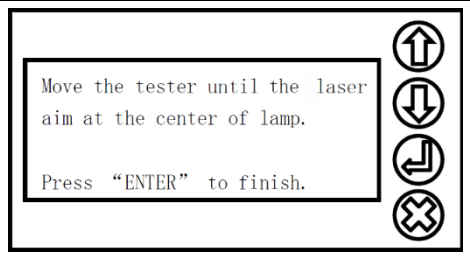 Move the tester until the laser
aim at the center of lamp.
Press “ENTER” to finish.